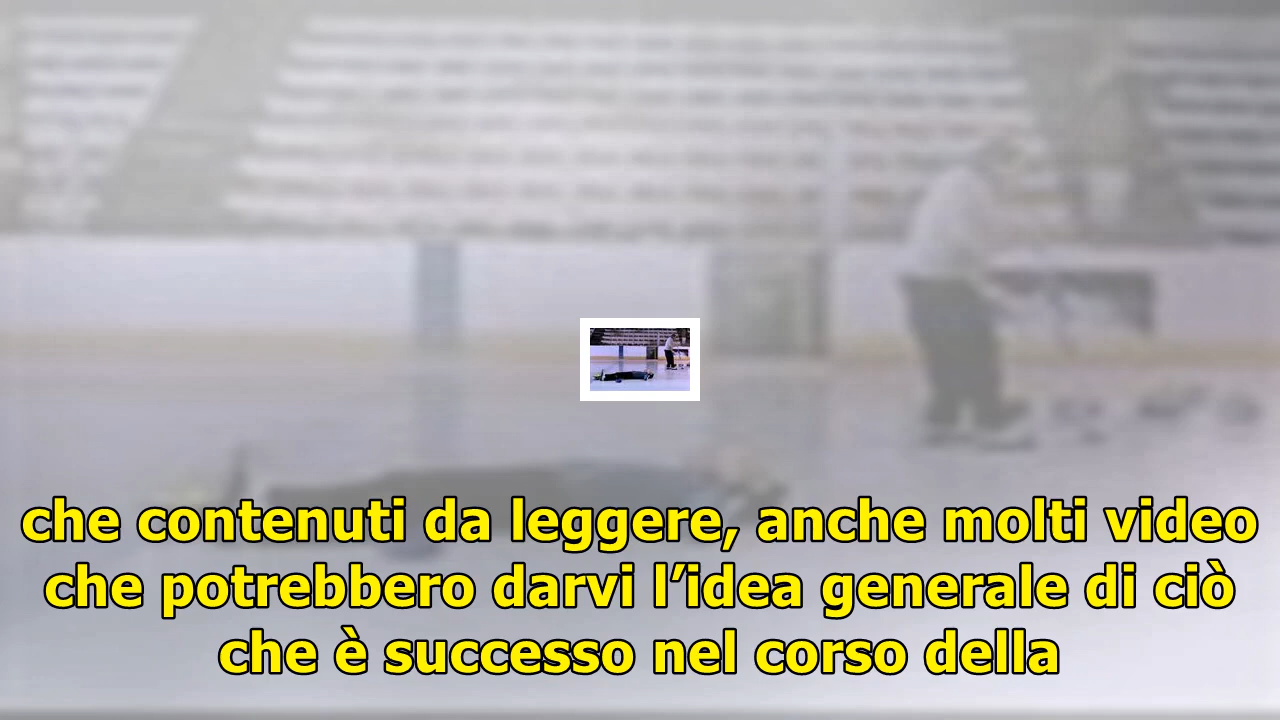 che contenuti da leggere, anche molti video
che potrebbero darvi l’idea generale di ciò
che è successo nel corso della